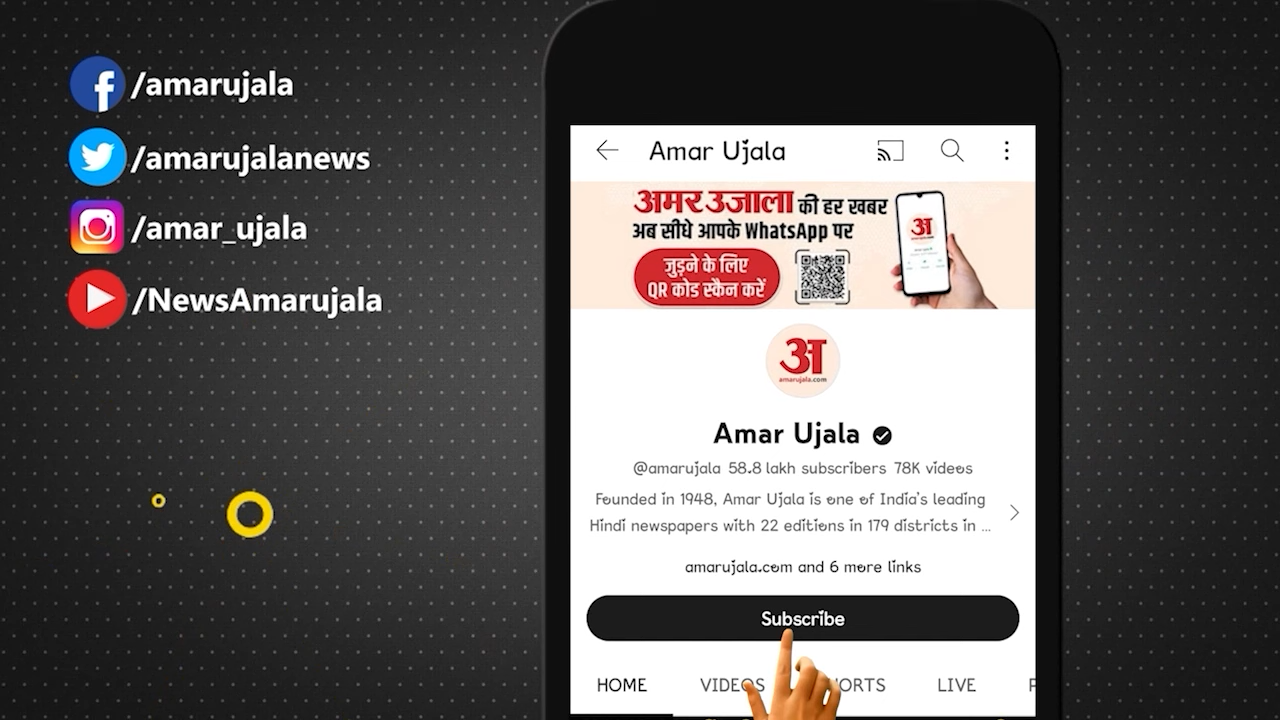 /amarujala
/amarujalanews
/amar_ujala
/NewsAmarujala
Amar Ujala
अमर उजाला की हर खबर
अब सीधे आपके WhatsApp पर
जुड़ने के लिए
QR कोड स्कैन करें
अ
अ
amarujala.com
Amar Ujala
@amarujala 58.8 lakh subscribers 78K videos
Founded in 1948, Amar Ujala is one of India's leading
Hindi newspapers with 22 editions in 179 districts in ...
amarujala.com and 6 more links
Subscribe
HOME VIDEOS LIVE